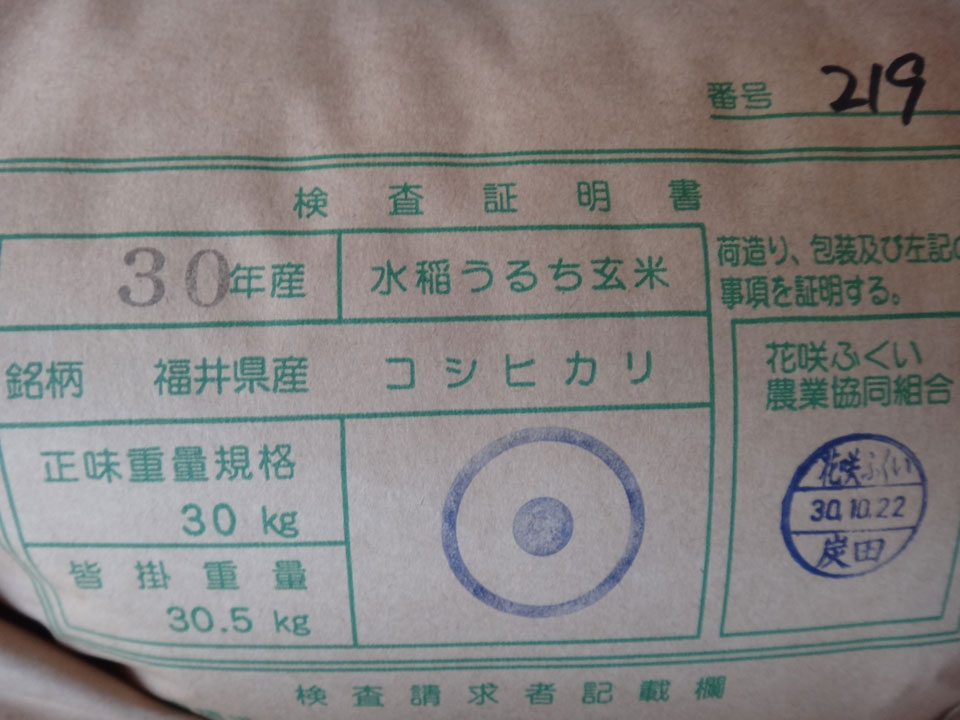 番号 219
検査証明書
30年産 水稲うるち玄米
荷造り、包装及び左記の
事項を証明する。
銘柄 福井県産 コシヒカリ
花咲ふくい
農業協同組合
正味重量規格
30 kg
皆掛重量
30.5 kg
花咲ふくい
30.10.22
炭田
検査請求者記載欄